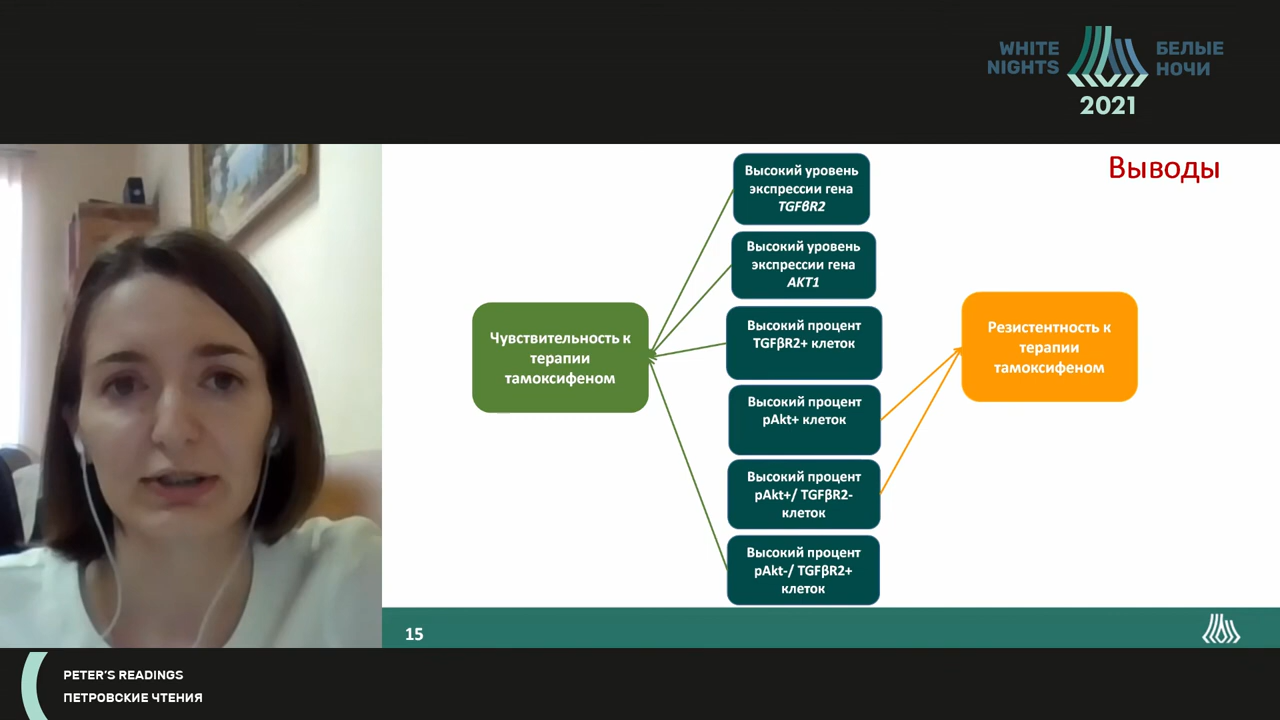 WHITE
NIGHTS
БЕЛЫЕ
НОЧИ
2021
Выводы
Высокий уровень
экспрессии гена
TGFβR2
Высокий уровень
экспрессии гена
AKT1
Высокий процент
TGFβR2+ клеток
Высокий процент
pAkt+ клеток
Высокий процент
pAkt+/ TGFβR2-
клеток
Высокий процент
pAkt-/ TGFβR2+
клеток
Чувствительность к
терапии
тамоксифеном
Резистентность к
терапии
тамоксифеном
15
PETER'S READINGS
ПЕТРОВСКИЕ ЧТЕНИЯ